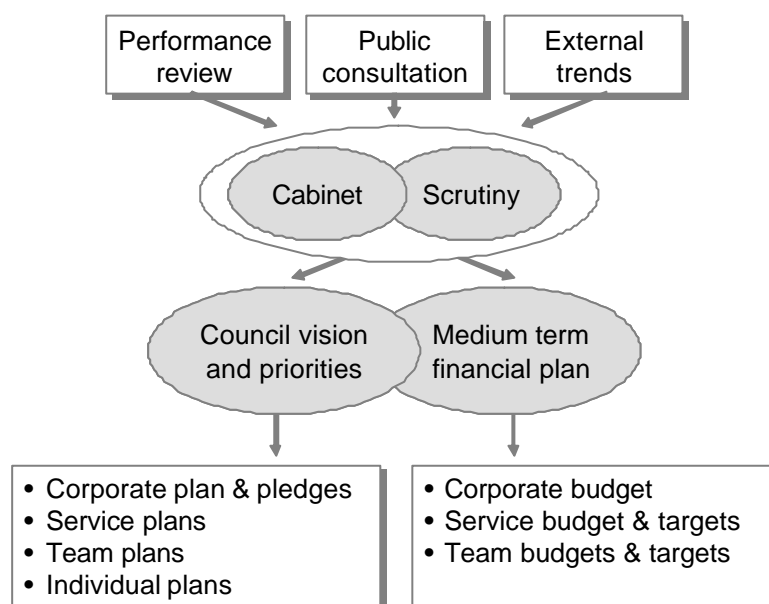 Performance
review
Public
consultation
External
trends
Cabinet
Scrutiny
Council vision
and priorities
Medium term
financial plan
• Corporate plan & pledges
• Service plans
• Team plans
• Individual plans
• Corporate budget
• Service budget & targets
• Team budgets & targets